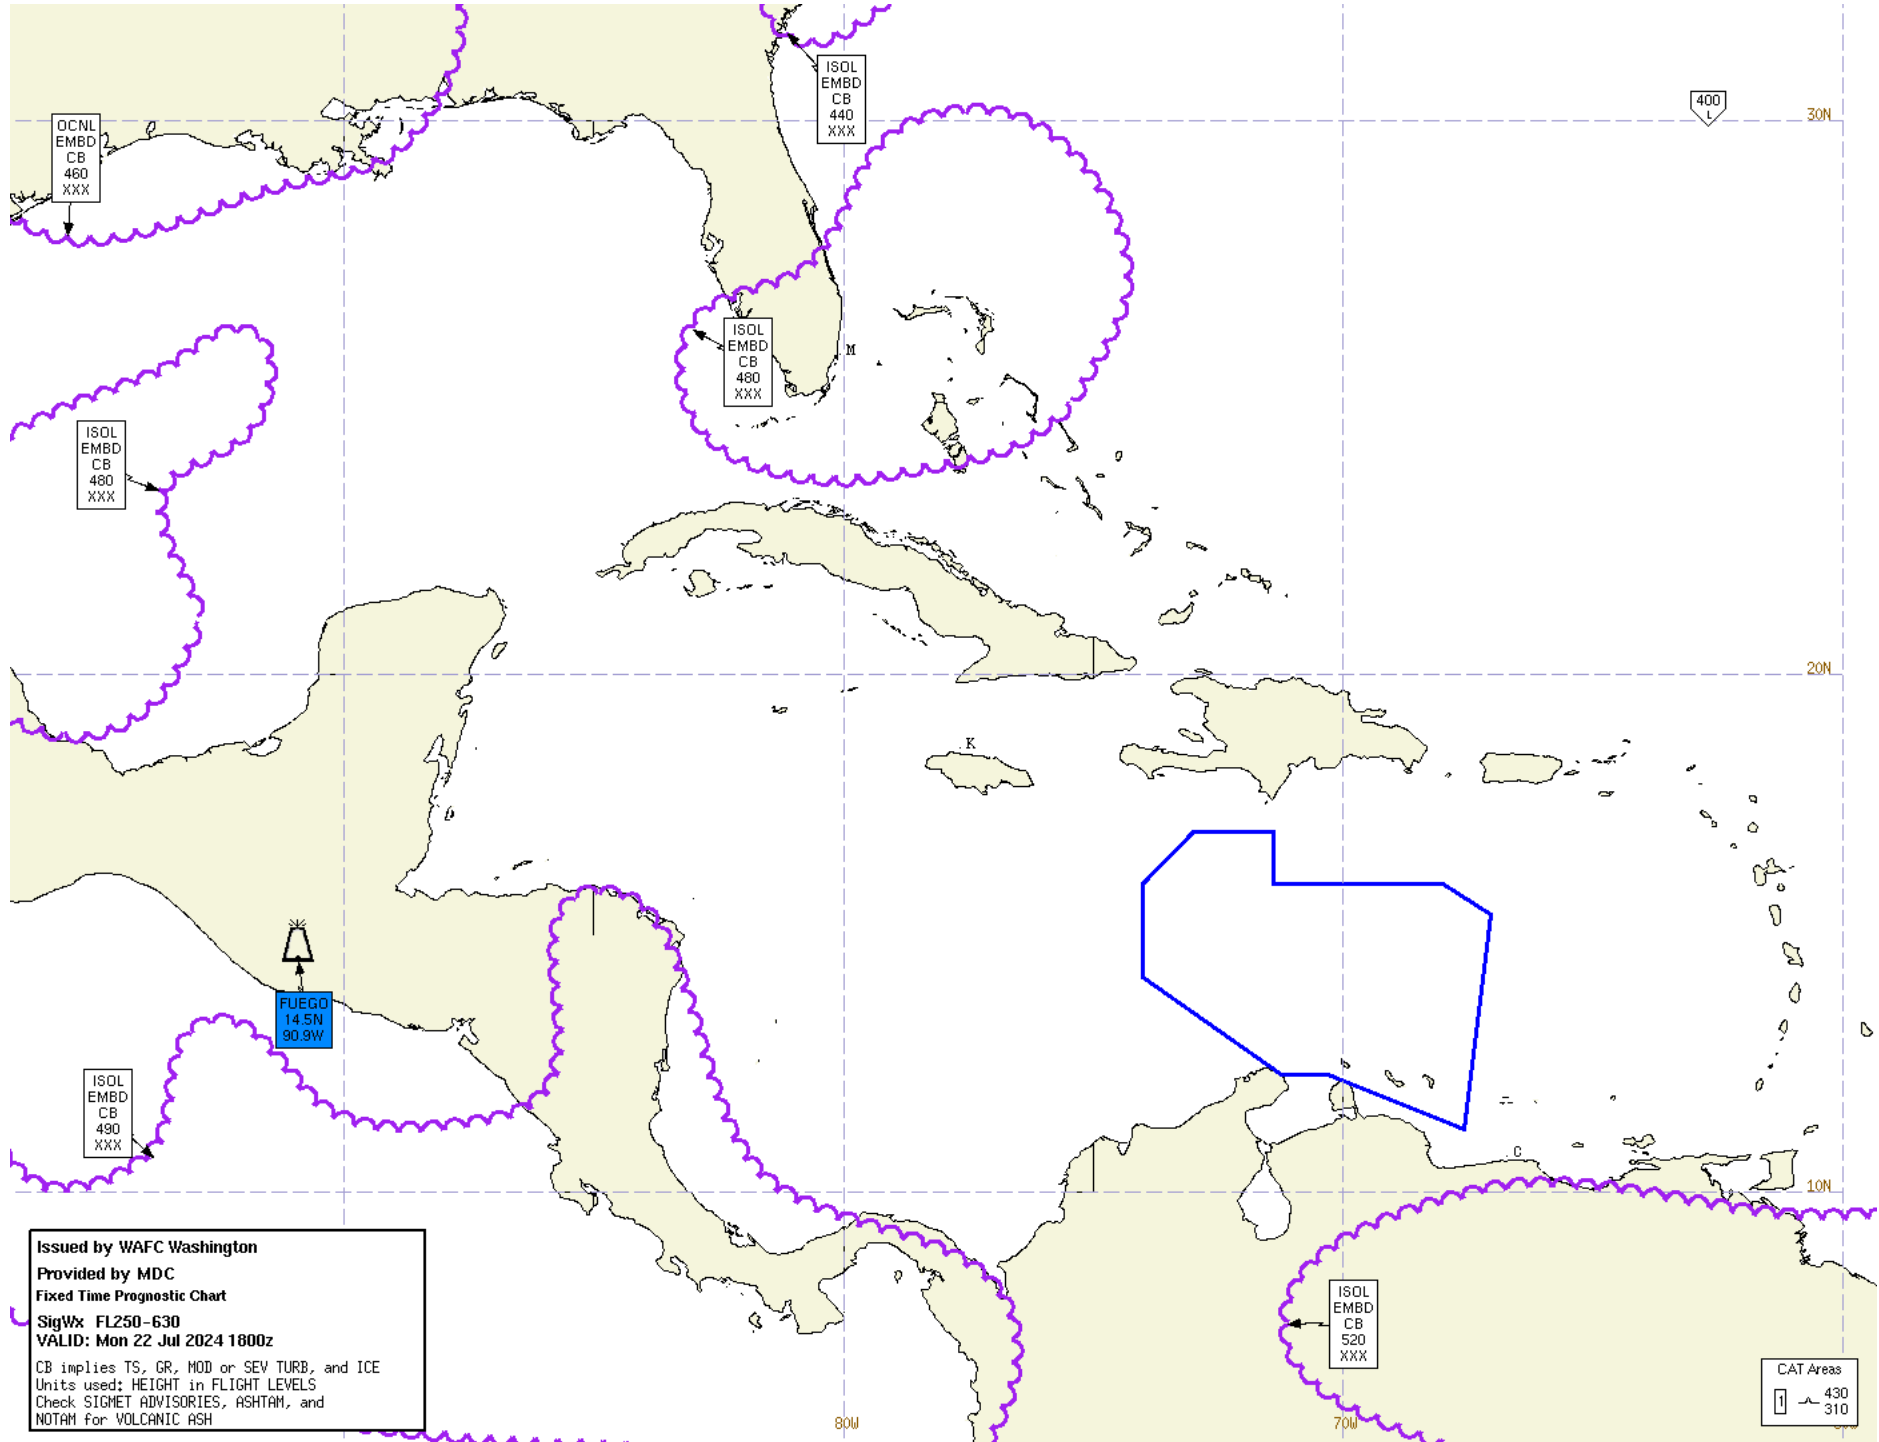 ISOL
EMBD
CB
440
XXX
400
L
30N
OCNL
EMBD
CB
460
XXX
ISOL
EMBD
CB
480
XXX
M
ISOL
EMBD
CB
480
XXX
20N
K
FUEGO
14.5N
90.9W
ISOL
EMBD
CB
490
XXX
C
10N
Issued by WAFC Washington
Provided by MDC
Fixed Time Prognostic Chart
SigWx FL250-630
VALID: Mon 22 Jul 2024 1800z
CB implies TS, GR, MOD or SEV TURB, and ICE
Units used: HEIGHT in FLIGHT LEVELS
Check SIGMET ADVISORIES, ASHTAM, and
NOTAM for VOLCANIC ASH
ISOL
EMBD
CB
520
XXX
CAT Areas
1 430
310
80W
70W